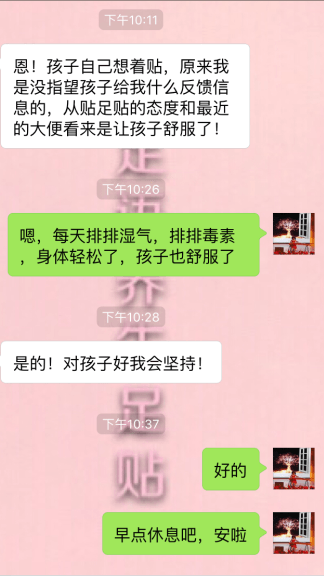 下午10:11
恩！孩子自己想着贴，原来我
是没指望孩子给我什么反馈信
息的，从贴足贴的态度和最近
的大便看来是让孩子舒服了！
下午10:26
嗯，每天排排湿气，排排毒素
，身体轻松了，孩子也舒服了
下午10:28
是的！对孩子好我会坚持！
下午10:37
好的
早点休息吧，安啦
养生
足
贴